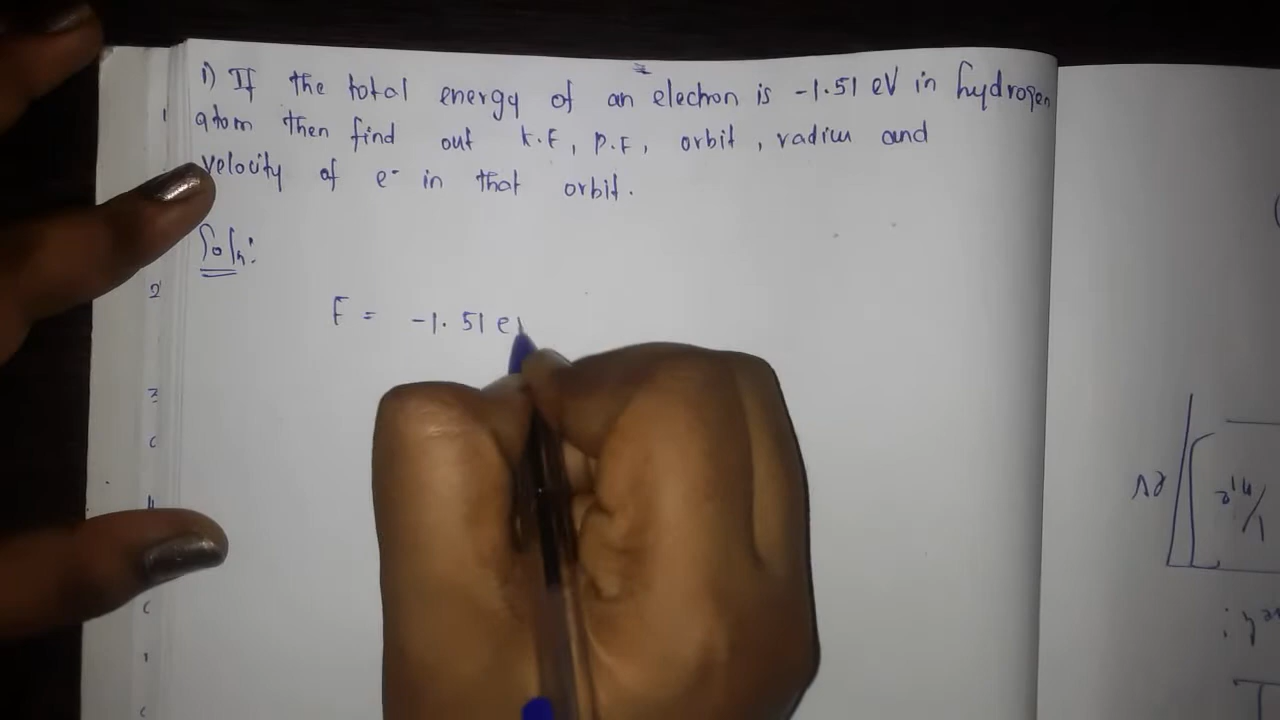 1) If the total energy of an electron is -1.51 eV in hydrogen
atom then find out K.E, P.E, orbit, radius and
velocity of e- in that orbit.
Soln:
E = -1.51 e